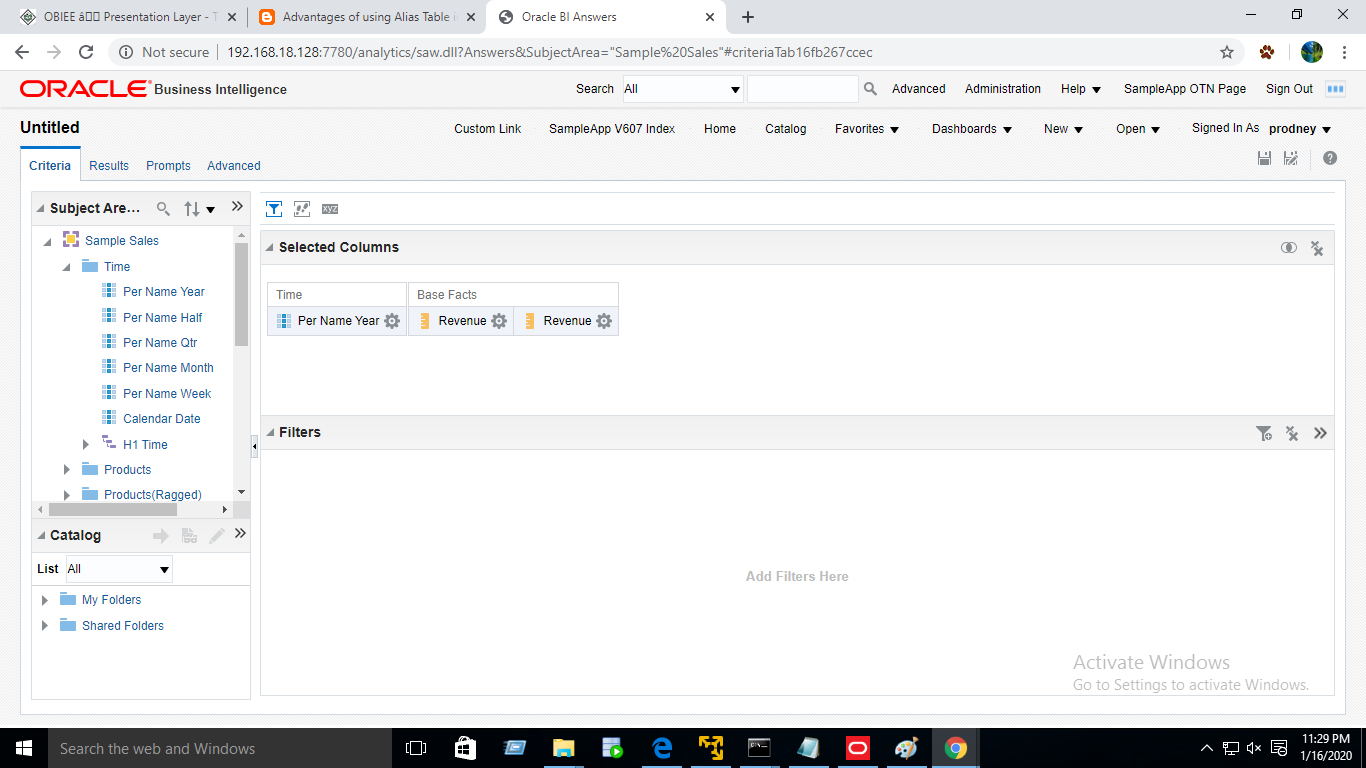 OBIEE â Presentation Layer - T
Advantages of using Alias Table i
Oracle BI Answers
Not secure
192.168.18.128:7780/analytics/saw.dll?Answers&SubjectArea="Sample%20Sales"#criteriaTab16fb267ccec
ORACLE Business Intelligence
Search All Advanced Administration Help SampleApp OTN Page Sign Out
Untitled
Custom Link SampleApp V607 Index Home Catalog Favorites Dashboards New Open Signed In As prodney
Criteria Results Prompts Advanced
Subject Are...
Sample Sales
Time
Per Name Year
Per Name Half
Per Name Qtr
Per Name Month
Per Name Week
Calendar Date
H1 Time
Products
Products(Ragged)
Catalog
List All
My Folders
Shared Folders
xyz
Selected Columns
Time Base Facts
Per Name Year Revenue Revenue
Filters
Add Filters Here
Activate Windows
Go to Settings to activate Windows.
Search the web and Windows
11:29 PM
1/16/2020